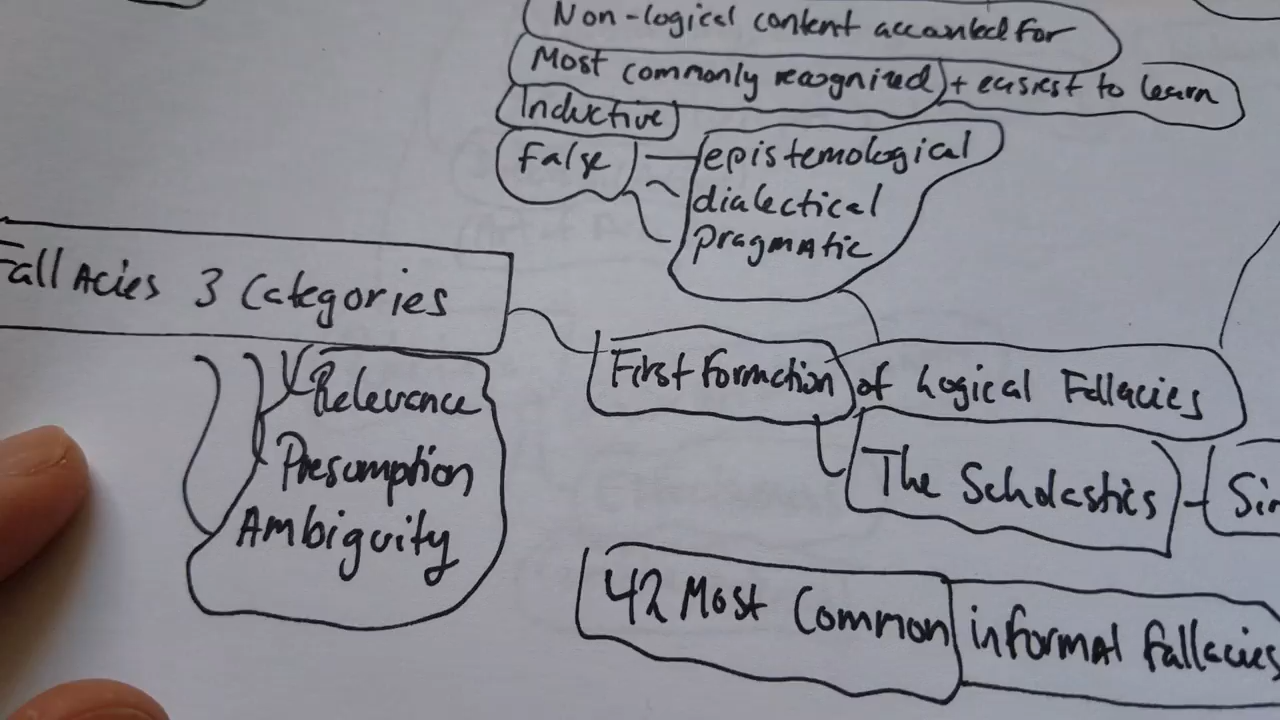 Non-logical content accounted for
Most commonly recognized + easiest to learn
Inductive
False epistemological
dialectical
pragmatic
Fallacies 3 Categories
Relevance
Presumption
Ambiguity
First formation of Logical Fallacies
The Scholastics
42 Most Common informal fallacies